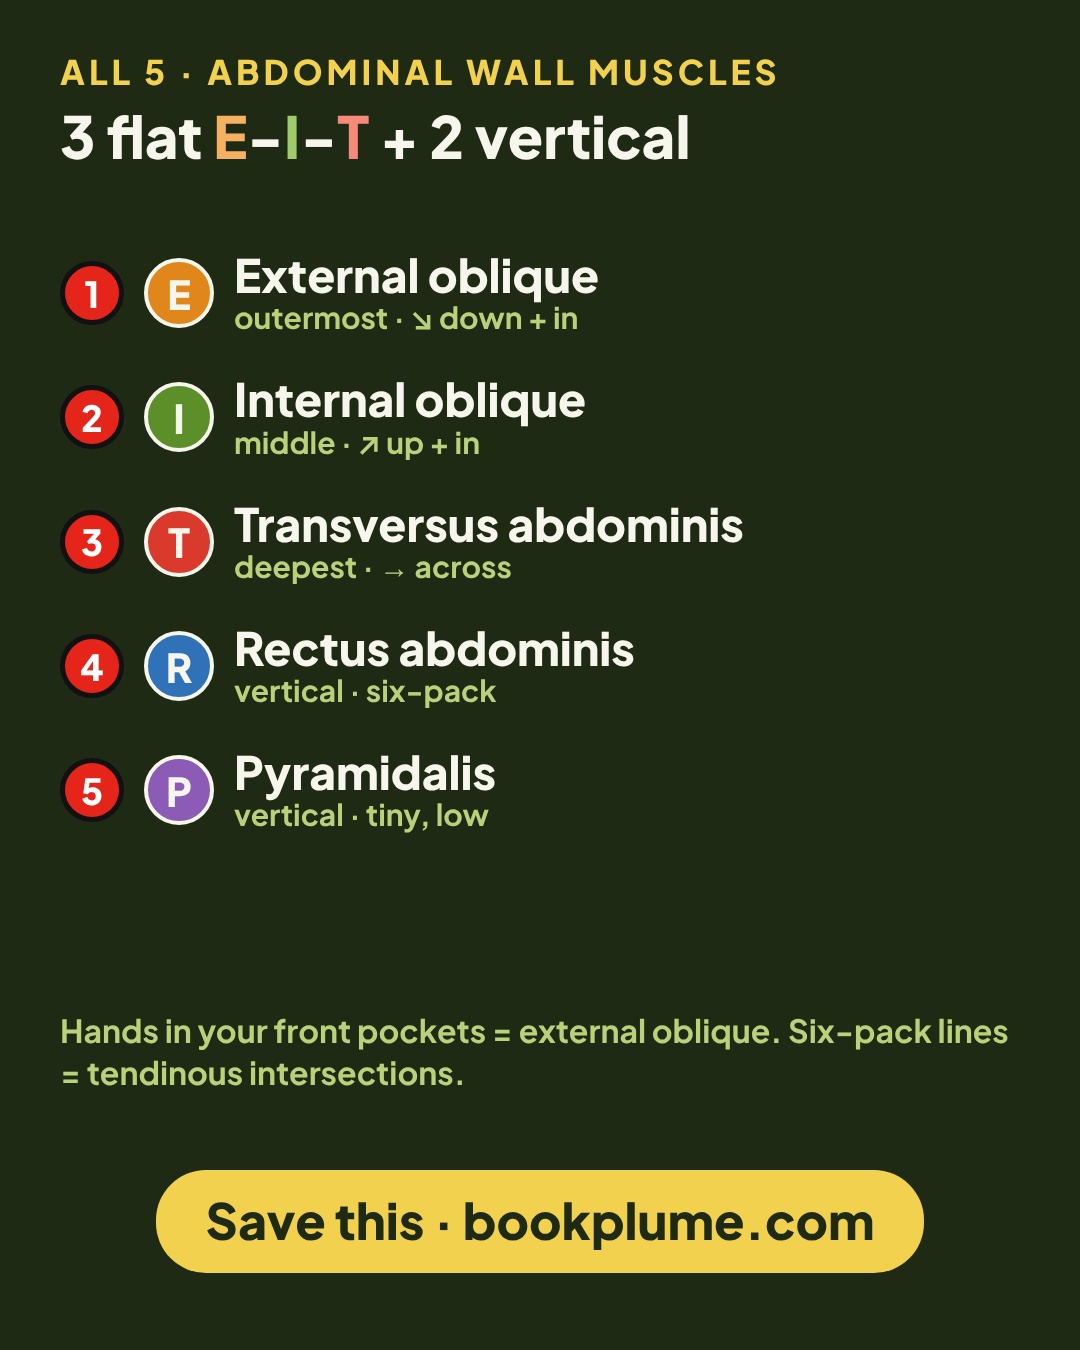 ALL 5 · ABDOMINAL WALL MUSCLES
3 flat E–I–T + 2 vertical
1 E External oblique
outermost · ↘ down + in
2 I Internal oblique
middle · ↗ up + in
3 T Transversus abdominis
deepest · → across
4 R Rectus abdominis
vertical · six-pack
5 P Pyramidalis
vertical · tiny, low
Hands in your front pockets = external oblique. Six-pack lines
= tendinous intersections.
Save this · bookplume.com